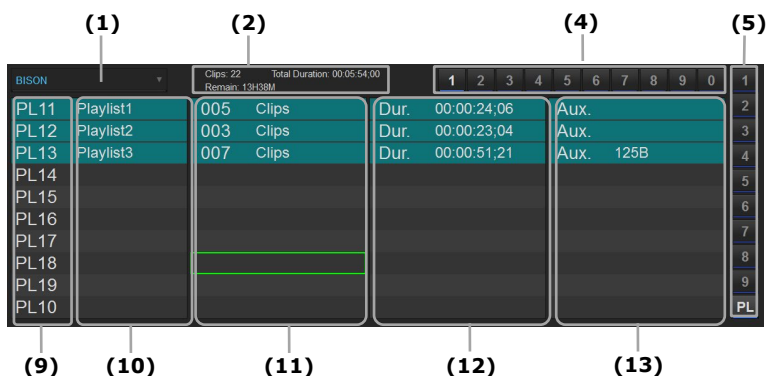 (1) (2) (4) (5)
BISON Clips: 22 Total Duration: 00:05:54;00 1 2 3 4 5 6 7 8 9 0 1
Remain: 13H38M
PL11 Playlist1 005 Clips Dur. 00:00:24;06 Aux. 2
PL12 Playlist2 003 Clips Dur. 00:00:23;04 Aux. 3
PL13 Playlist3 007 Clips Dur. 00:00:51;21 Aux. 125B 4
PL14
PL15 5
PL16 6
PL17 7
PL18 8
PL19 9
PL10 PL
(9) (10) (11) (12) (13)